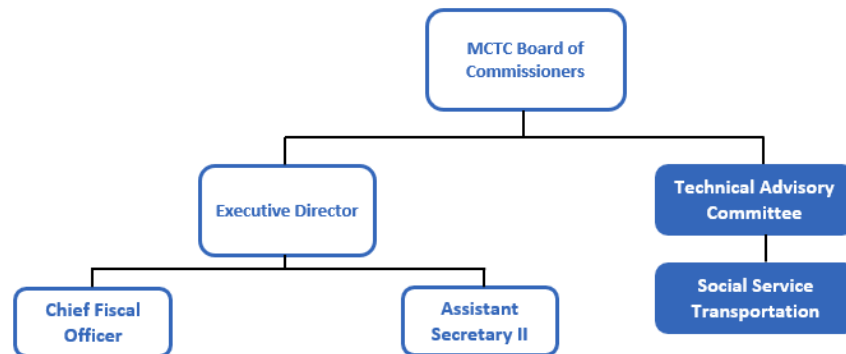 MCTC Board of
Commissioners
Executive Director
Technical Advisory
Committee
Chief Fiscal
Officer
Assistant
Secretary II
Social Service
Transportation